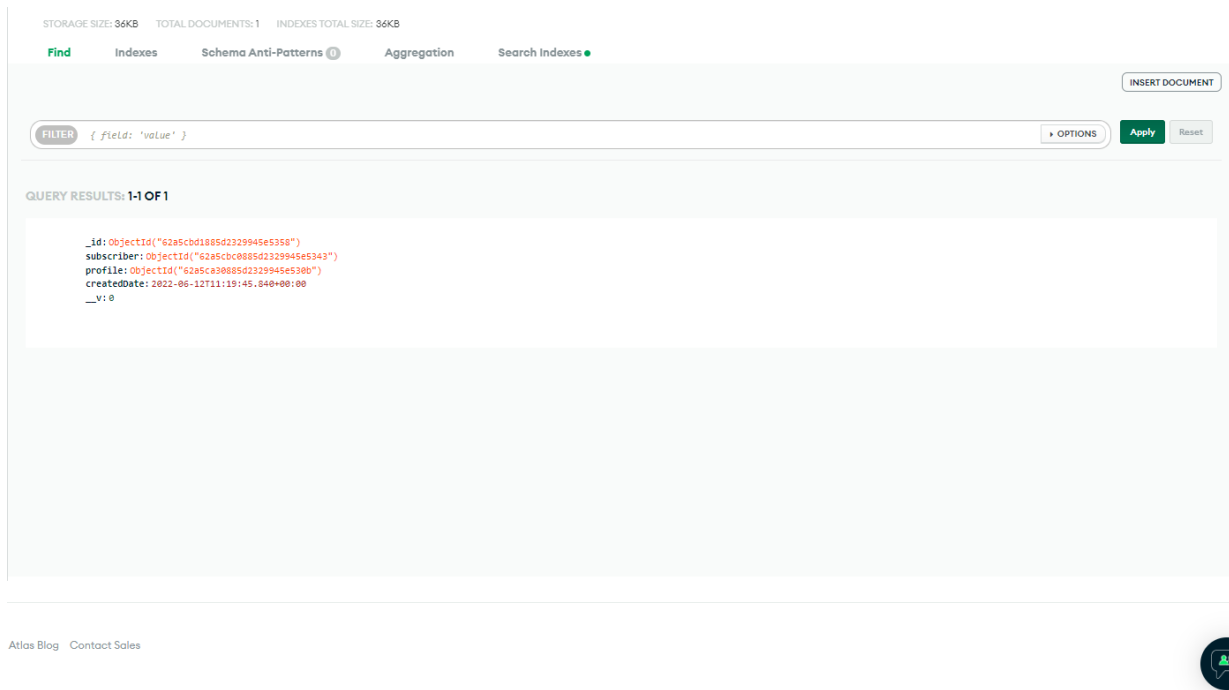 STORAGE SIZE: 36KB TOTAL DOCUMENTS: 1 INDEXES TOTAL SIZE: 36KB
Find Indexes Schema Anti-Patterns 0 Aggregation Search Indexes
INSERT DOCUMENT
FILTER { field: 'value' } OPTIONS Apply Reset
QUERY RESULTS: 1-1 OF 1
_id: ObjectId("62a5cbd1885d2329945e5358")
subscriber: ObjectId("62a5cbc0885d2329945e5343")
profile: ObjectId("62a5ca30885d2329945e530b")
createdDate: 2022-06-12T11:19:45.840+00:00
__v: 0
Atlas Blog Contact Sales